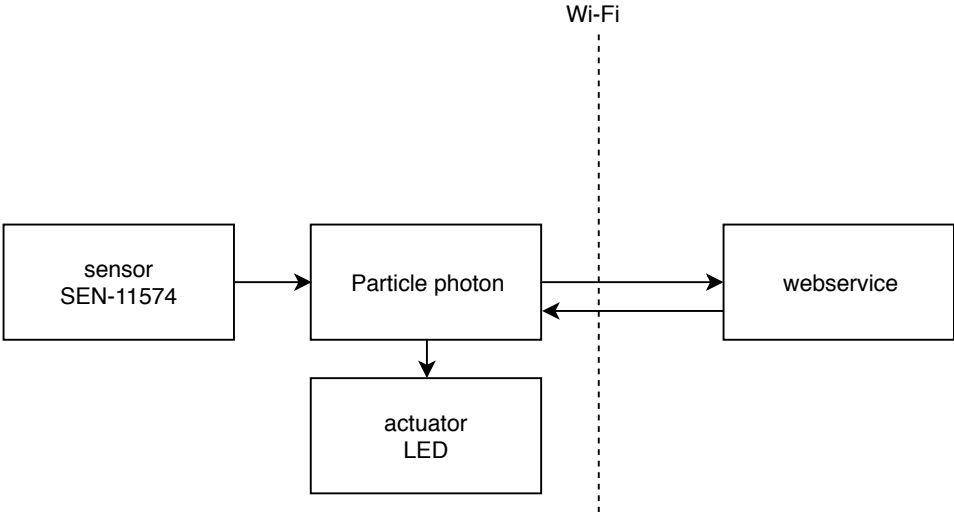 Wi-Fi
sensor
SEN-11574
Particle photon
webservice
actuator
LED